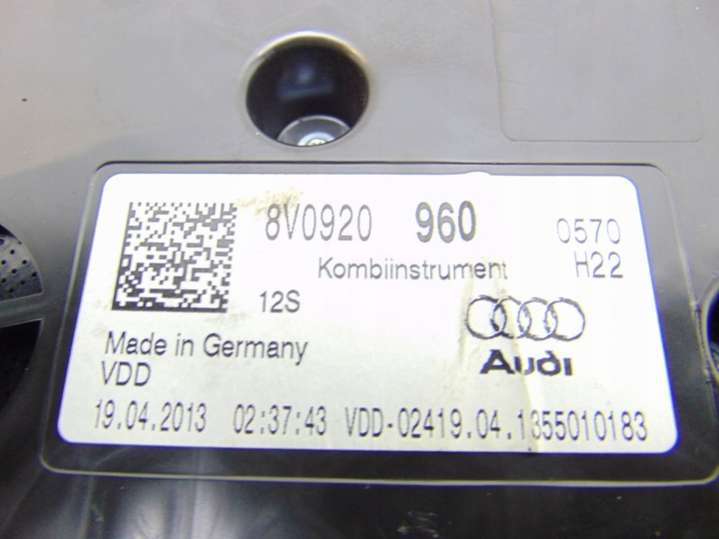 8V0920 960 0570
Kombiinstrument H22
12S
Made in Germany
Audi
VDD
19.04.2013 02:37:43 VDD-02419.04.1355010183